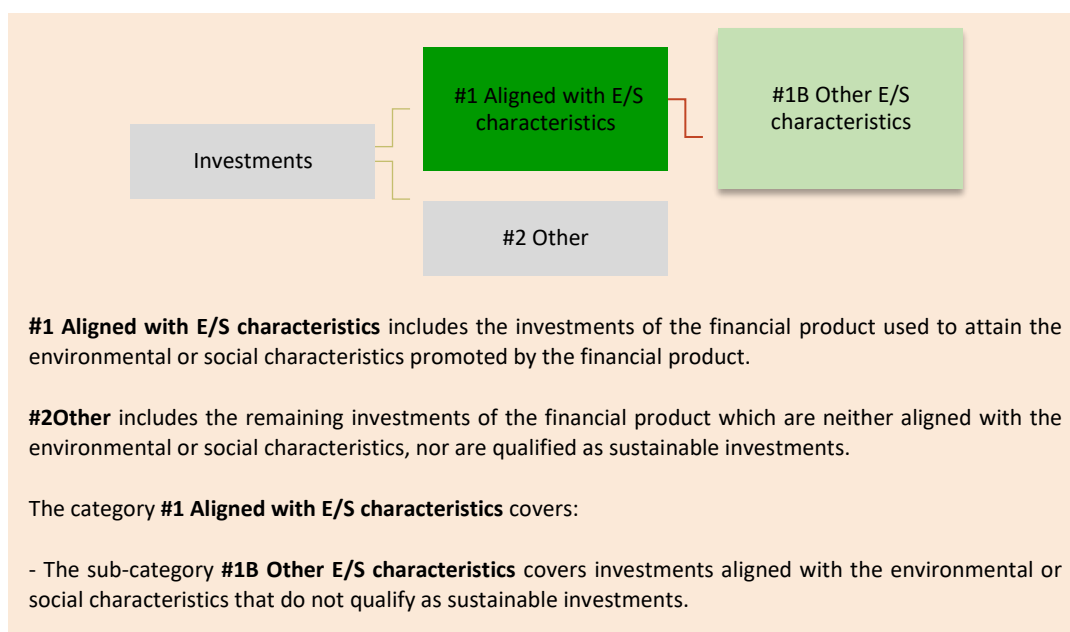 #1 Aligned with E/S
characteristics
#1B Other E/S
characteristics
Investments
#2 Other
#1 Aligned with E/S characteristics includes the investments of the financial product used to attain the
environmental or social characteristics promoted by the financial product.
#2Other includes the remaining investments of the financial product which are neither aligned with the
environmental or social characteristics, nor are qualified as sustainable investments.
The category #1 Aligned with E/S characteristics covers:
- The sub-category #1B Other E/S characteristics covers investments aligned with the environmental or
social characteristics that do not qualify as sustainable investments.